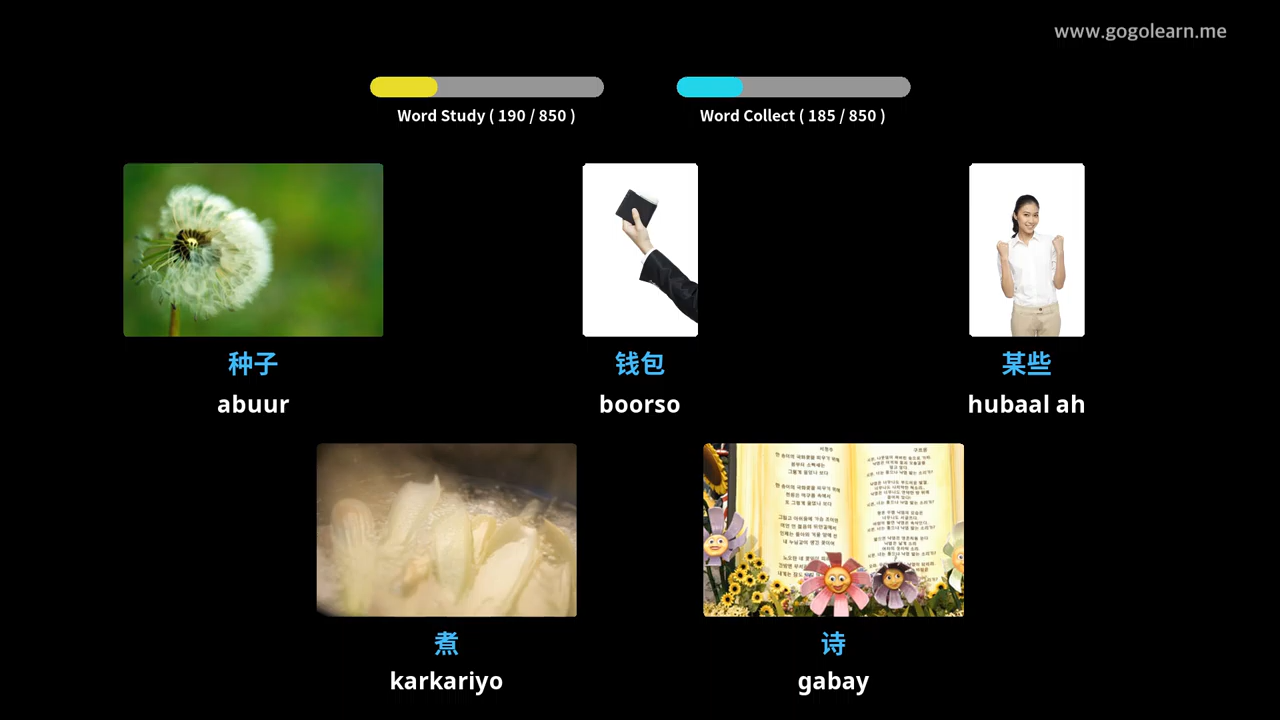 www.gogolearn.me
Word Study ( 190 / 850 )
Word Collect ( 185 / 850 )
种子
钱包
某些
abuur
boorso
hubaal ah
煮
诗
karkariyo
gabay